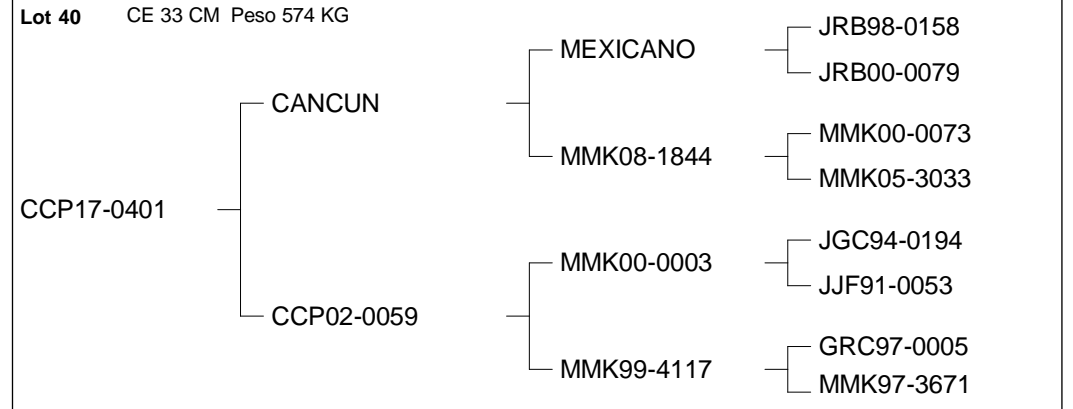 Lot 40 CE 33 CM Peso 574 KG
JRB98-0158
MEXICANO
JRB00-0079
CANCUN
MMK00-0073
MMK08-1844
MMK05-3033
CCP17-0401
JGC94-0194
MMK00-0003
JJF91-0053
CCP02-0059
GRC97-0005
MMK99-4117
MMK97-3671